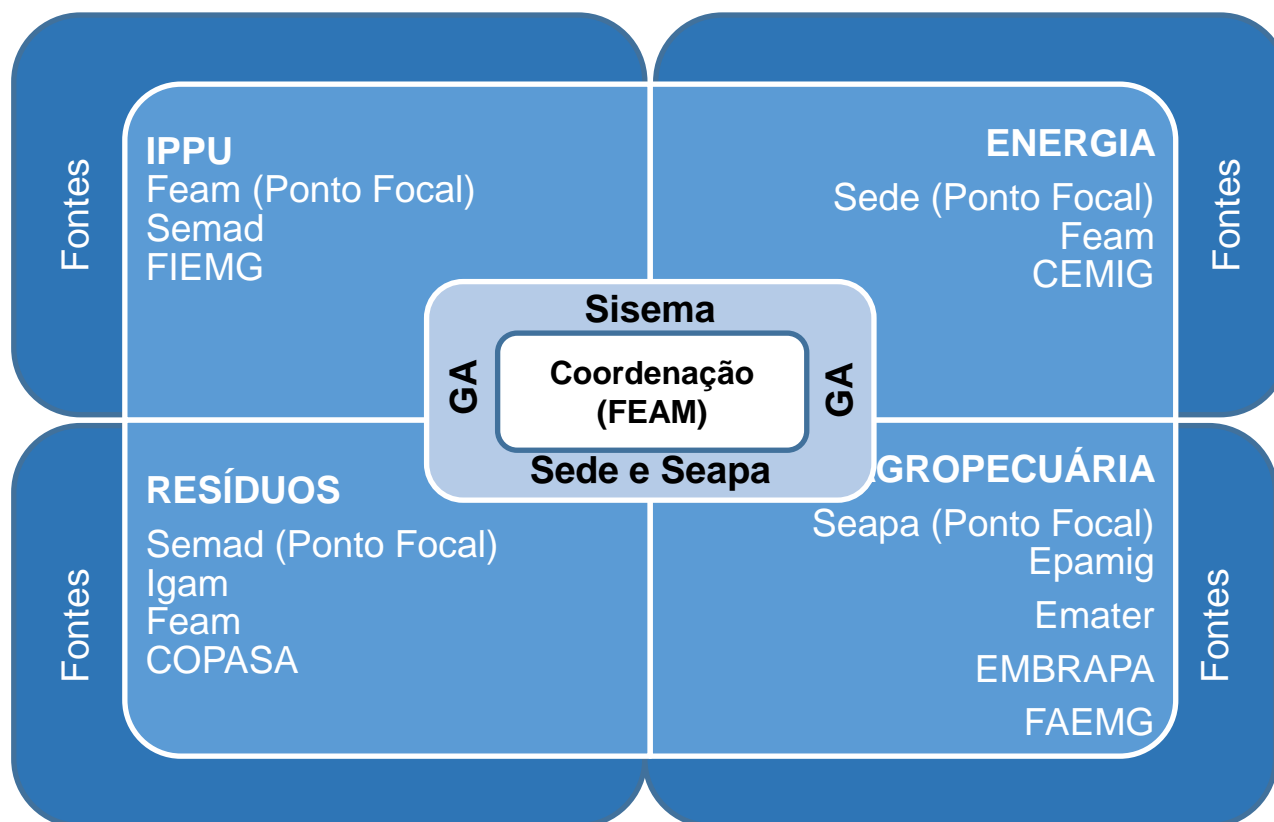 Fontes
IPPU
Feam (Ponto Focal)
Semad
FIEMG
ENERGIA
Sede (Ponto Focal)
Feam
CEMIG
Fontes
Sisema
GA
Coordenação
(FEAM)
GA
Sede e Seapa
Fontes
RESÍDUOS
Semad (Ponto Focal)
Igam
Feam
COPASA
GROPECUÁRIA
Seapa (Ponto Focal)
Epamig
Emater
EMBRAPA
FAEMG
Fontes